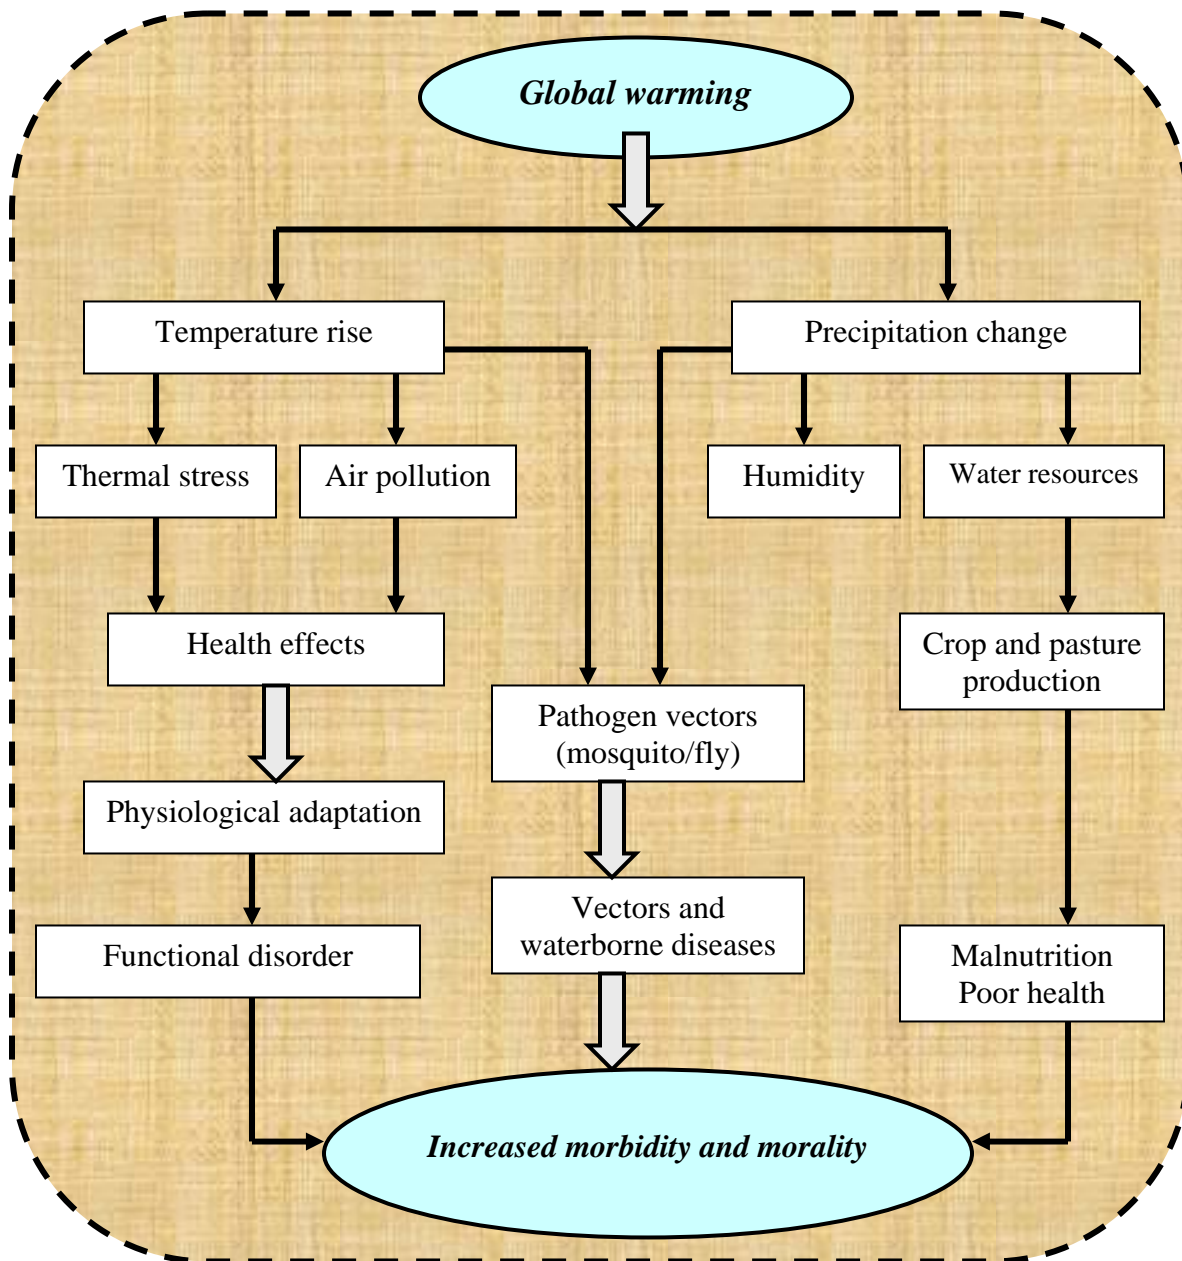 Global warming
Temperature rise
Precipitation change
Thermal stress
Air pollution
Humidity
Water resources
Health effects
Crop and pasture
production
Pathogen vectors
(mosquito/fly)
Physiological adaptation
Vectors and
waterborne diseases
Functional disorder
Malnutrition
Poor health
Increased morbidity and morality